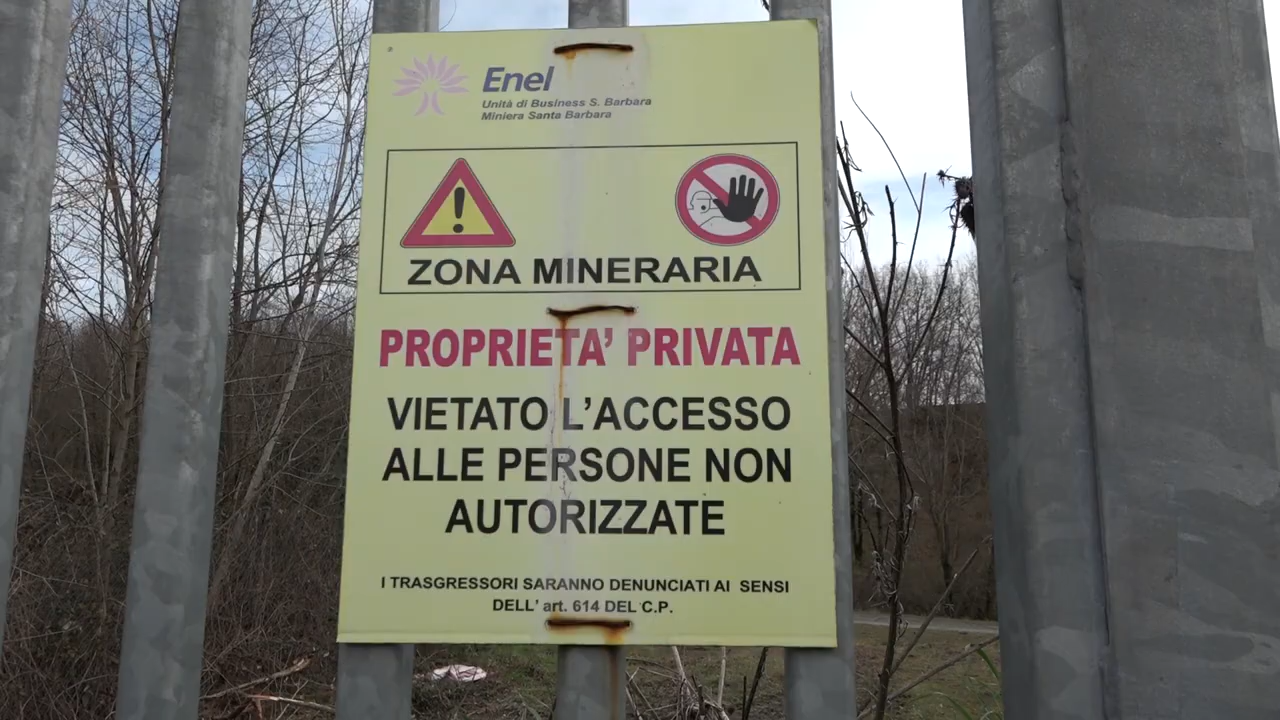 Enel
Unità di Business S. Barbara
Miniera Santa Barbara
ZONA MINERARIA
PROPRIETA' PRIVATA
VIETATO L'ACCESSO
ALLE PERSONE NON
AUTORIZZATE
I TRASGRESSORI SARANNO DENUNCIATI AI SENSI
DELL' art. 614 DEL C.P.